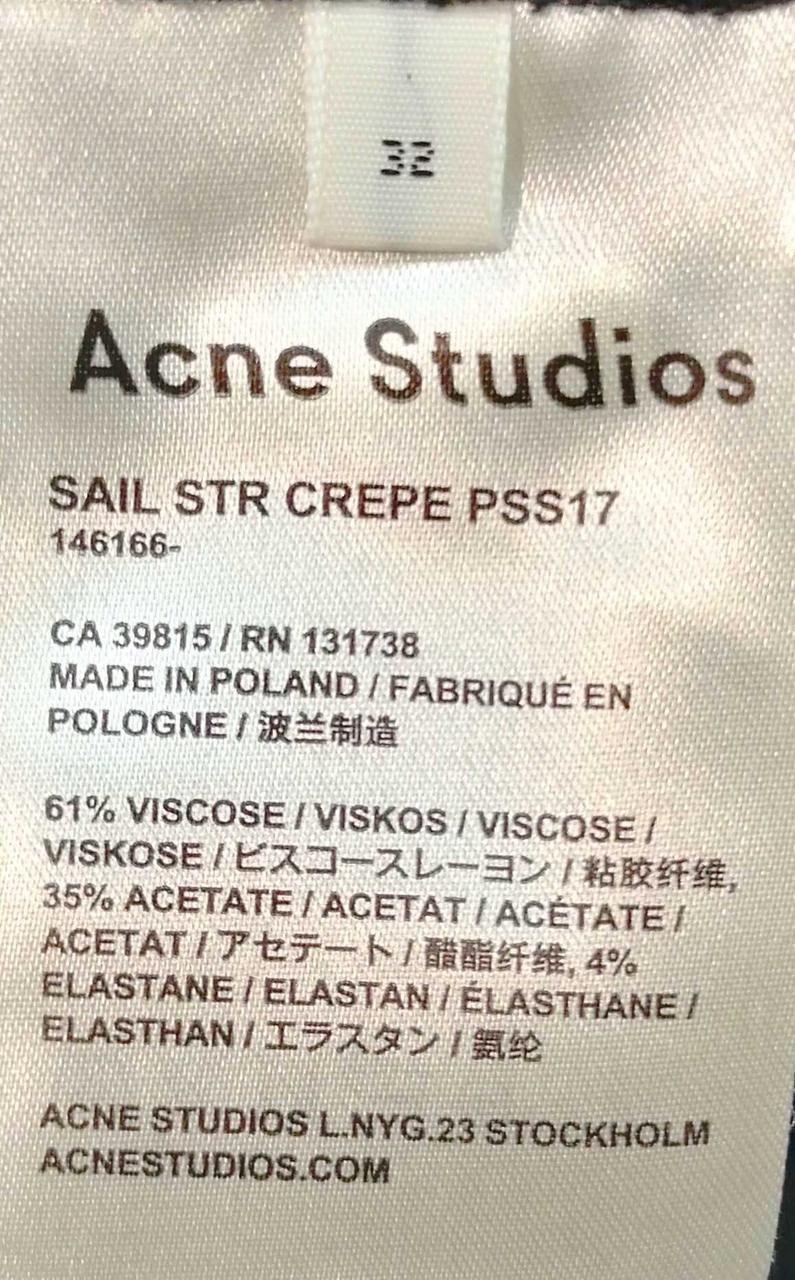 32
Acne Studios
SAIL STR CREPE PSS17
146166-
CA 39815 / RN 131738
MADE IN POLAND / FABRIQUÉ EN
POLOGNE / 波兰制造
61% VISCOSE / VISKOS / VISCOSE /
VISKOSE / ビスコースレーヨン / 粘胶纤维,
35% ACETATE / ACETAT / ACÉTATE /
ACETAT / アセテート / 醋酯纤维, 4%
ELASTANE / ELASTAN / ÉLASTHANE /
ELASTHAN / エラスタン / 氨纶
ACNE STUDIOS L.NYG.23 STOCKHOLM
ACNESTUDIOS.COM